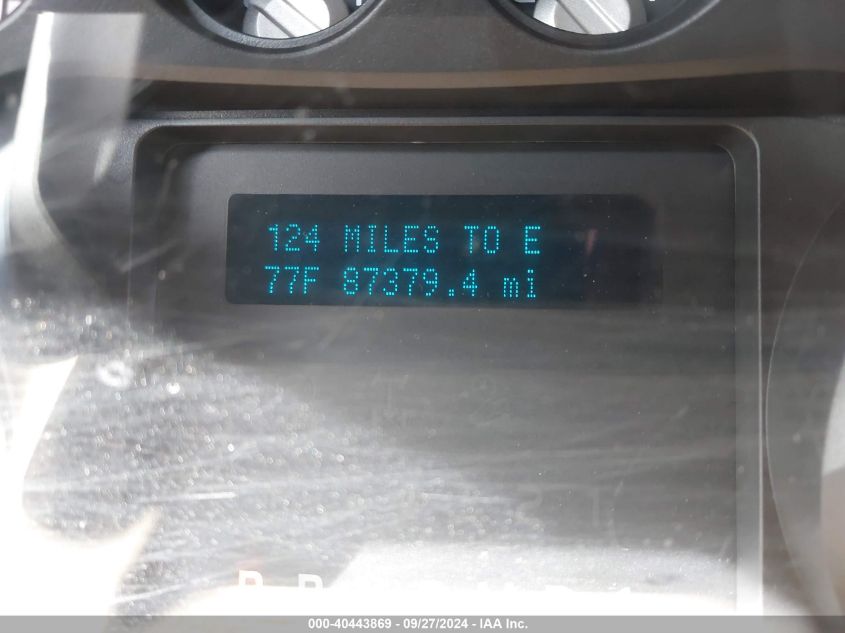 124 MILES TO E
77F 87379.4 mi
000-40443869 - 09/27/2024 - IAA Inc.